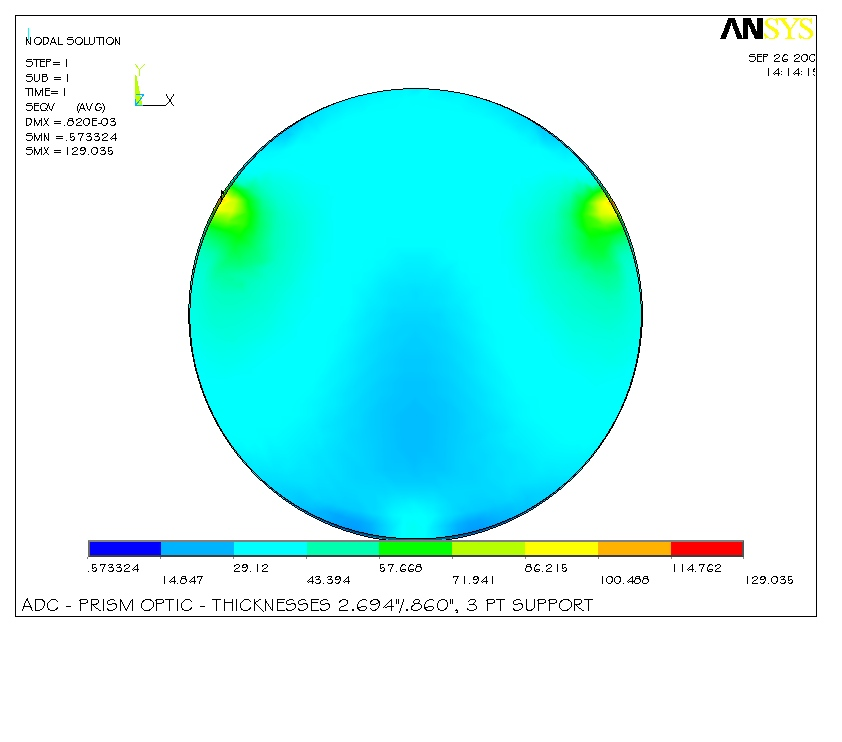 ANSYS
NODAL SOLUTION
SEP 26 200
14:14:19
STEP=1
SUB =1
TIME=1
SEQV (AVG)
DMX =.820E-03
SMN =.573324
SMX =129.035
Y
Z X
.573324 29.12 57.668 86.215 114.762
14.847 43.394 71.941 100.488 129.035
ADC - PRISM OPTIC - THICKNESSES 2.694"/.860", 3 PT SUPPORT